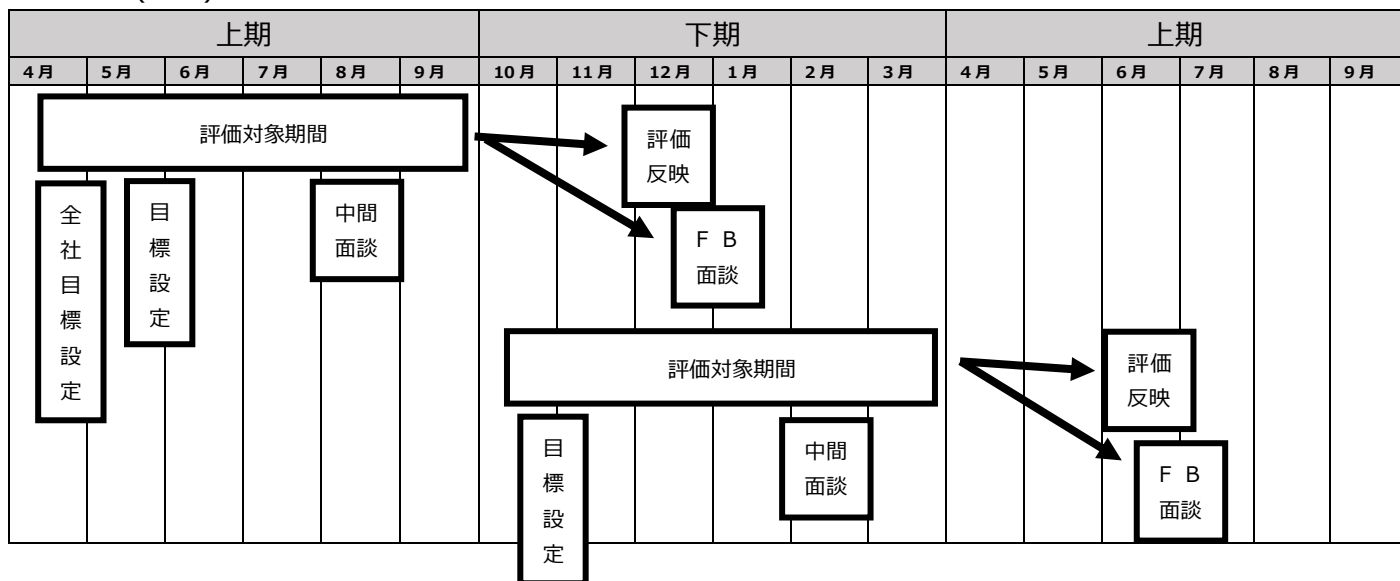 上期 下期 上期
4月 5月 6月 7月 8月 9月 10月 11月 12月 1月 2月 3月 4月 5月 6月 7月 8月 9月
評価対象期間
評価
反映
全社目標設定
目標設定
中間
面談
ＦＢ
面談
評価対象期間
評価
反映
目標設定
中間
面談
ＦＢ
面談